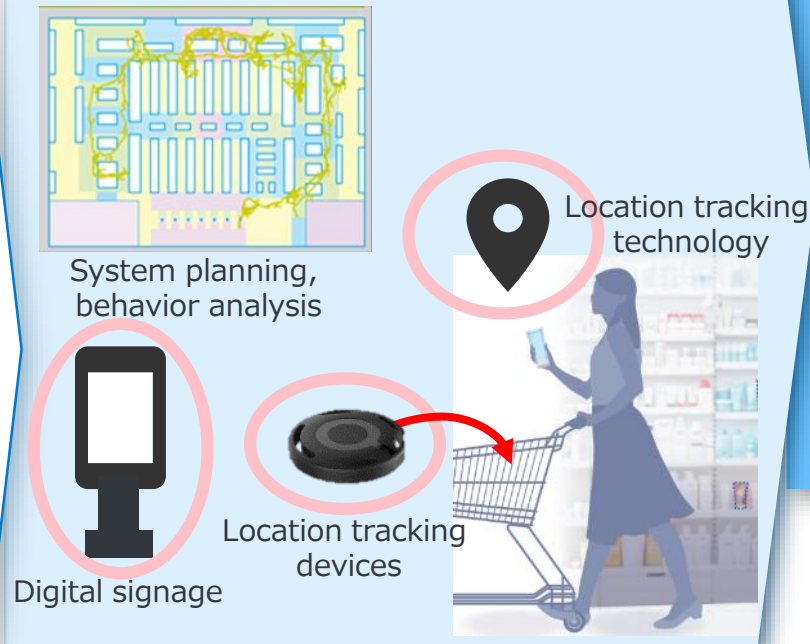 System planning,
behavior analysis
Location tracking
technology
Digital signage
Location tracking
devices